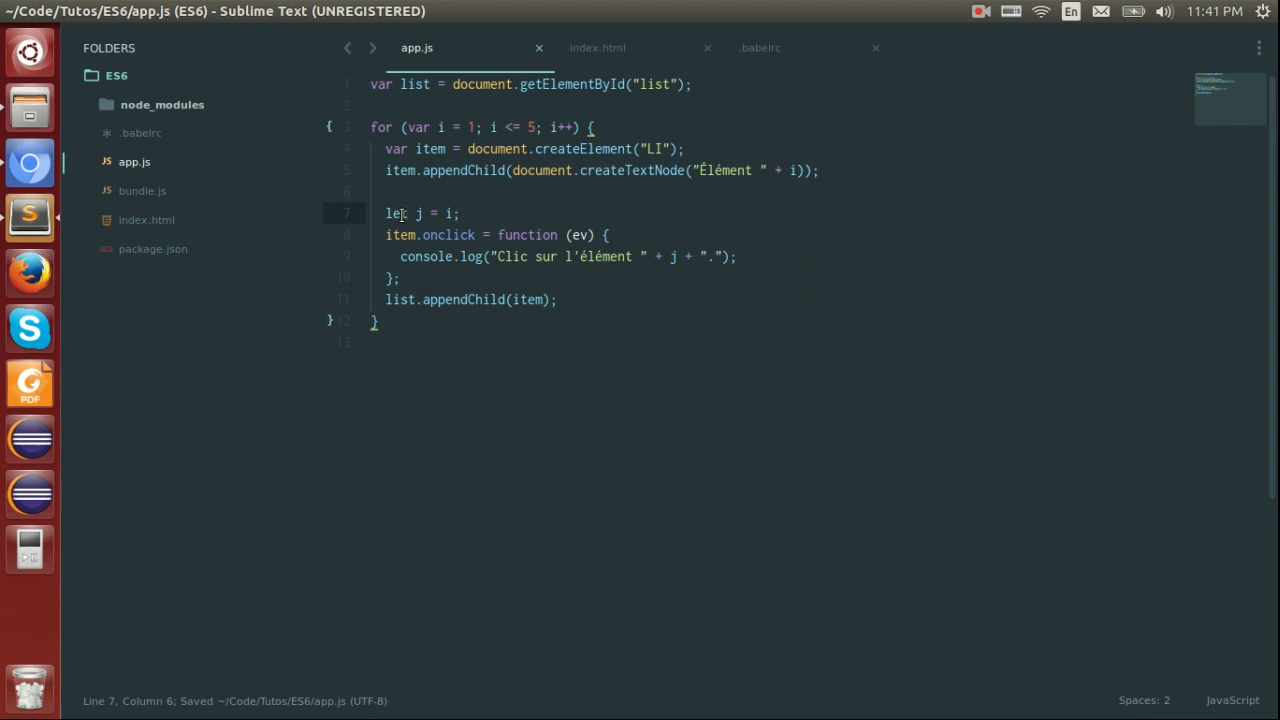 ~/Code/Tutos/ES6/app.js (ES6) - Sublime Text (UNREGISTERED)
En
11:41 PM
FOLDERS
ES6
node_modules
.babelrc
app.js
bundle.js
index.html
package.json
app.js
index.html
.babelrc
1 var list = document.getElementById("list");
2
3 for (var i = 1; i <= 5; i++) {
4 var item = document.createElement("LI");
5 item.appendChild(document.createTextNode("Élément " + i));
6
7 let j = i;
8 item.onclick = function (ev) {
9 console.log("Clic sur l'élément " + j + ".");
10 };
11 list.appendChild(item);
12 }
13
S
S
PDF
Line 7, Column 6; Saved ~/Code/Tutos/ES6/app.js (UTF-8)
Spaces: 2
JavaScript